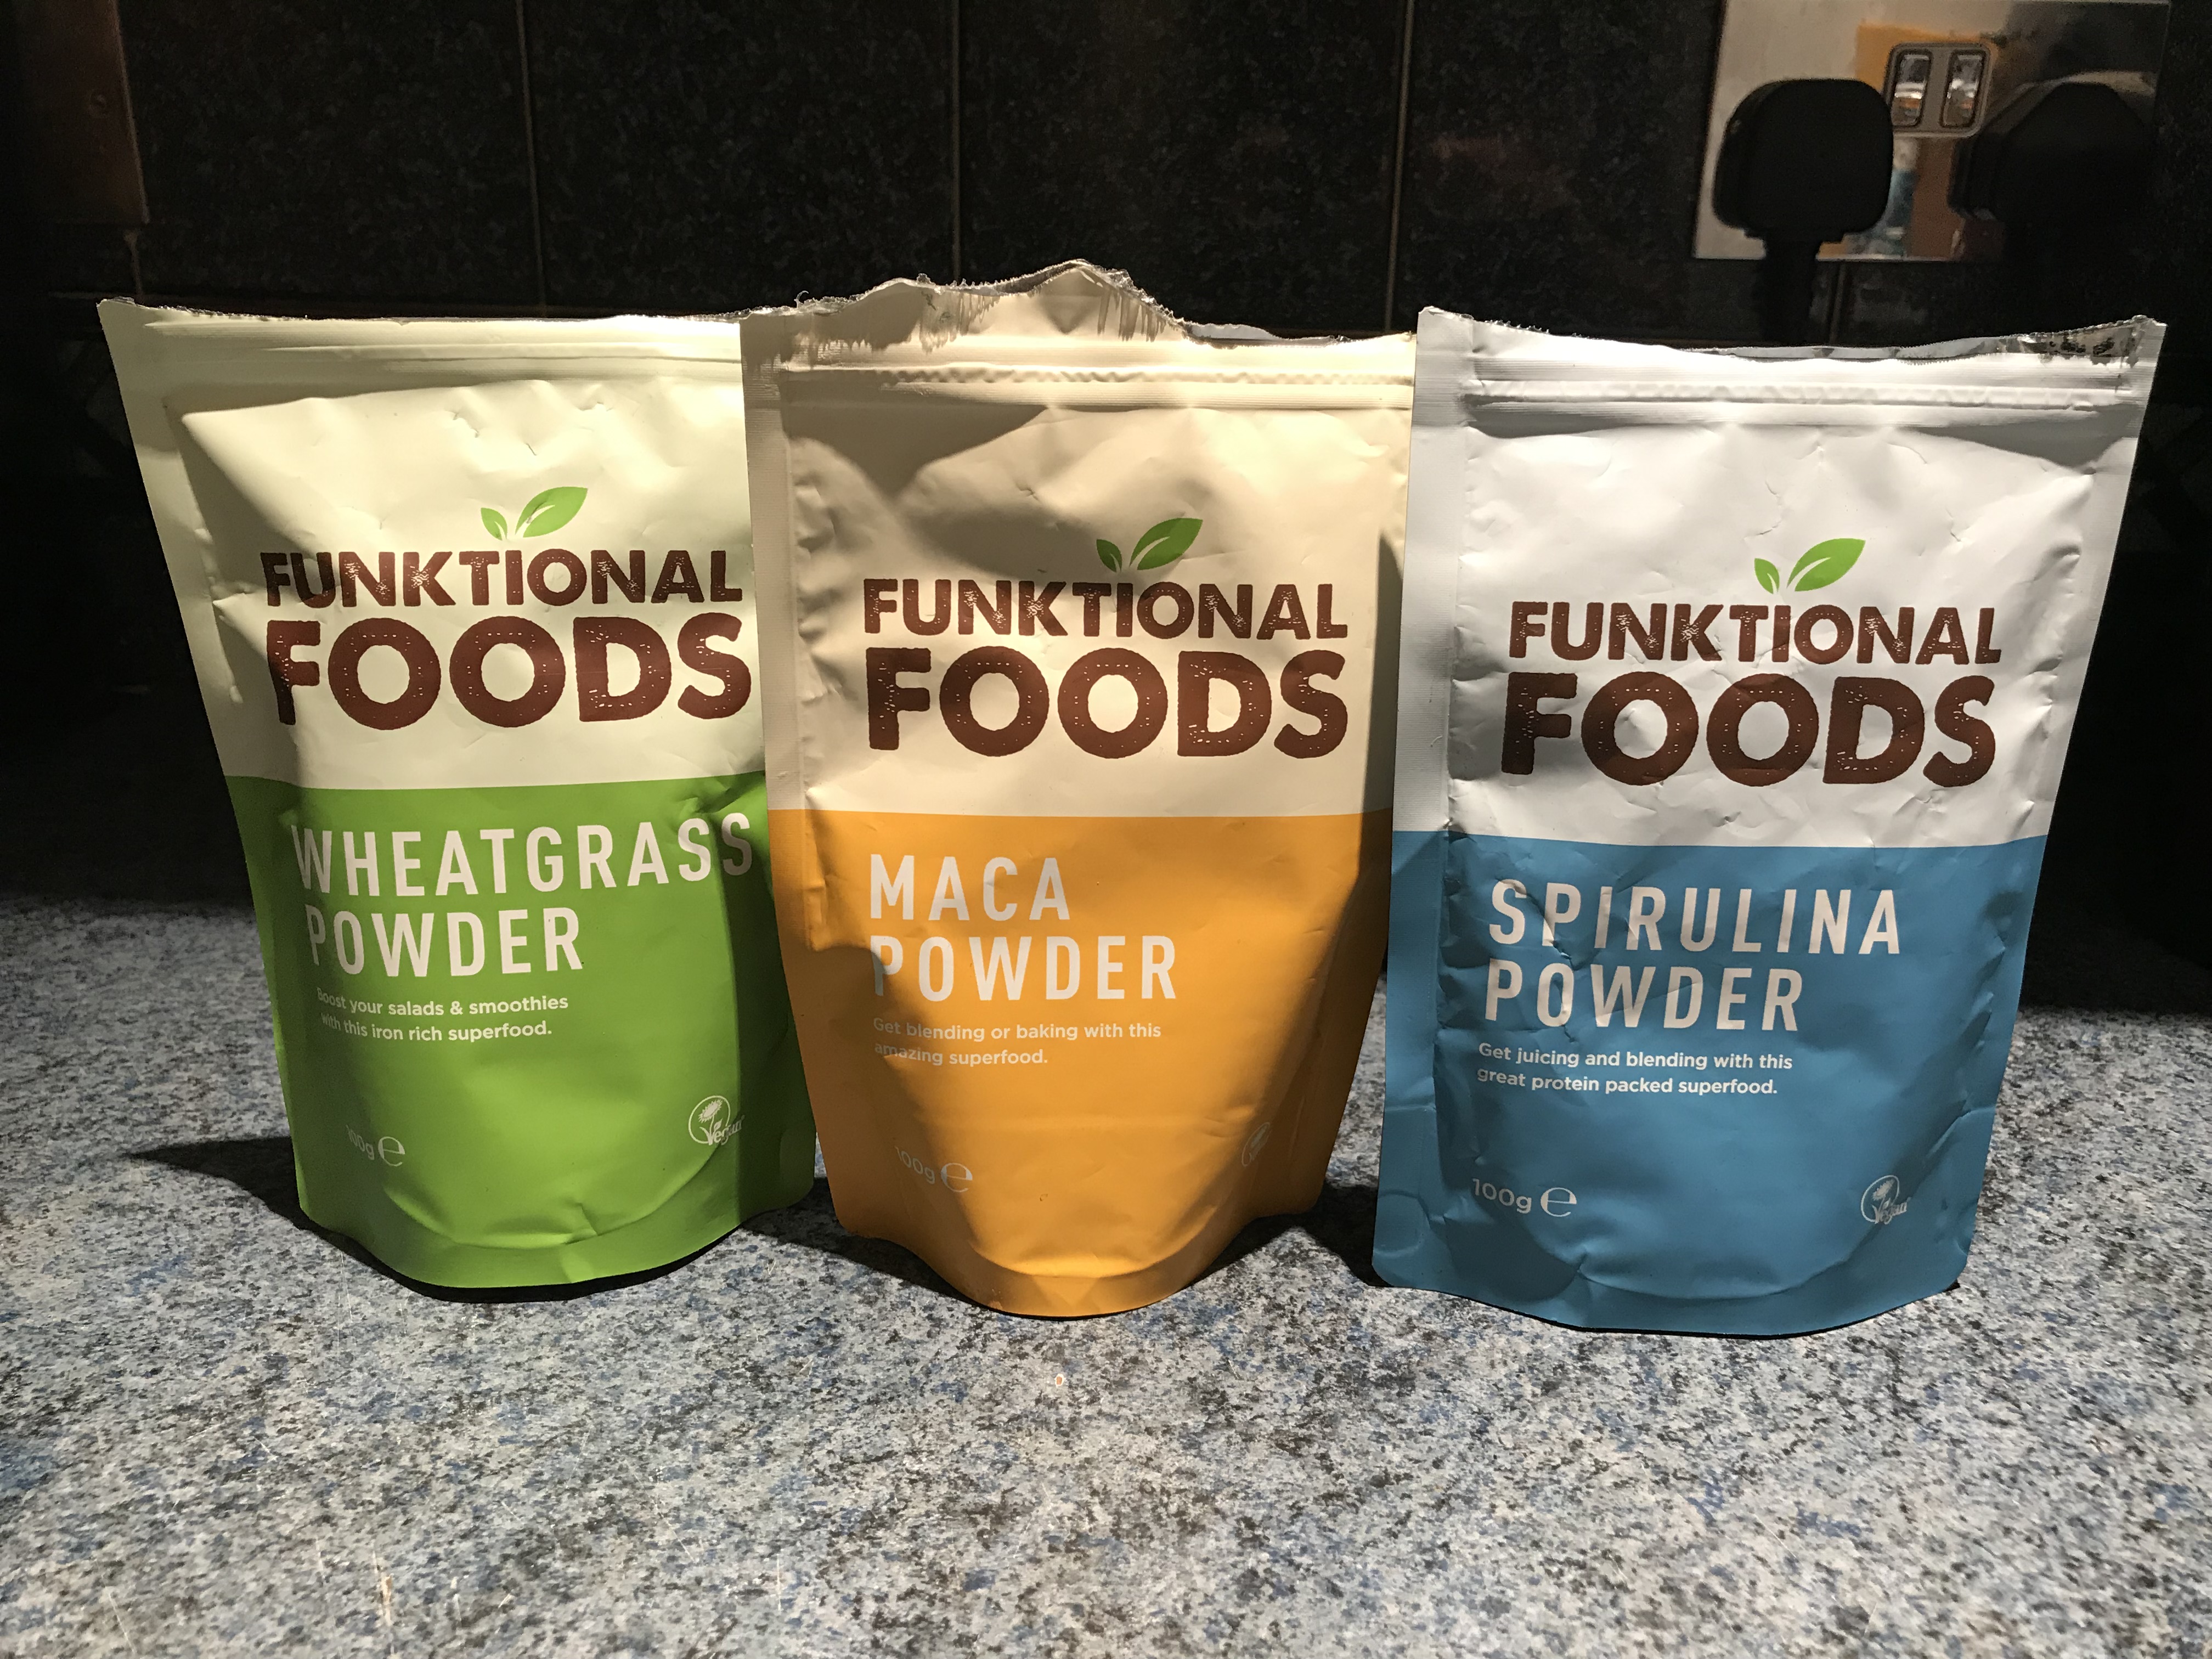 FUNKTIONAL
FOODS
WHEATGRASS
POWDER
Boost your salads & smoothies
with this iron rich superfood.
100g e
Vegan
FUNKTIONAL
FOODS
MACA
POWDER
Get blending or baking with this
amazing superfood.
100g e
FUNKTIONAL
FOODS
SPIRULINA
POWDER
Get juicing and blending with this
great protein packed superfood.
100g e
Vegan